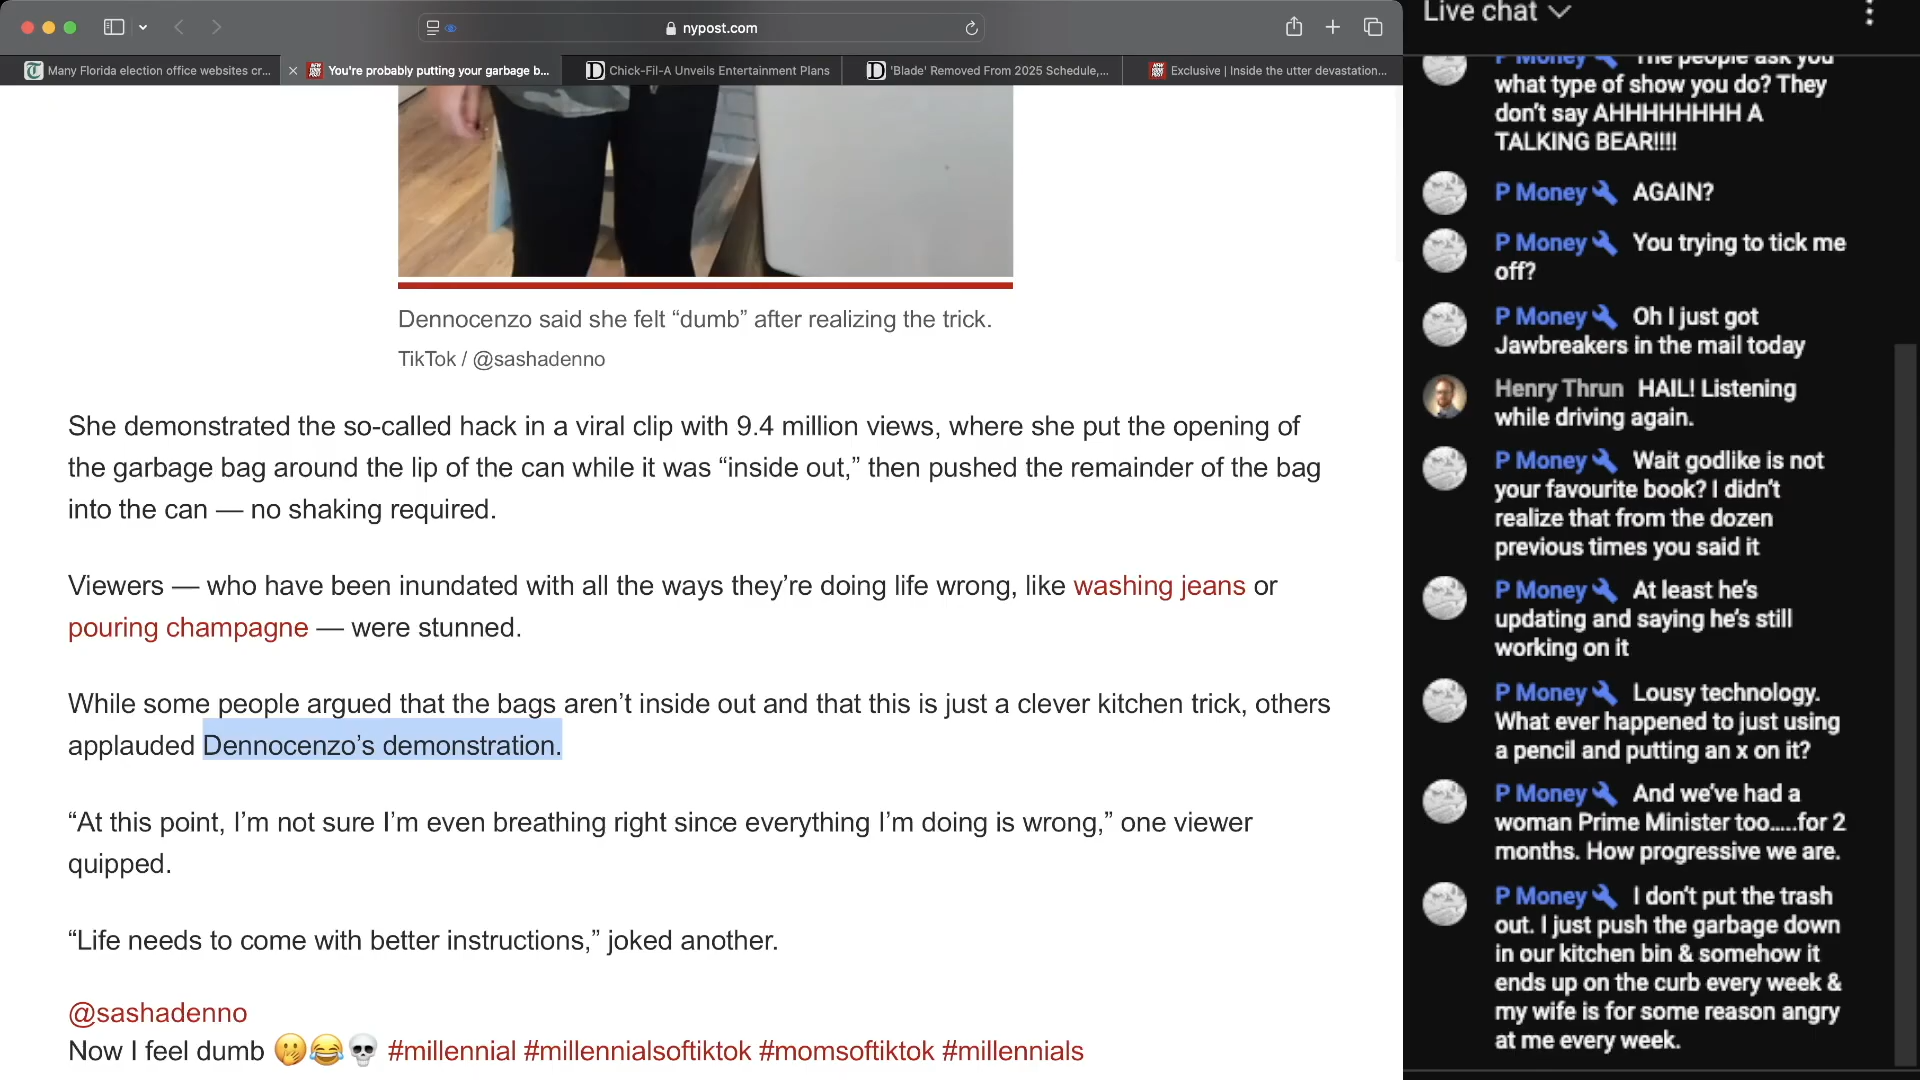 nypost.com
Many Florida election office websites cr...
You're probably putting your garbage b...
Chick-Fil-A Unveils Entertainment Plans
'Blade' Removed From 2025 Schedule,...
Exclusive | Inside the utter devastation...
Dennocenzo said she felt “dumb” after realizing the trick.
TikTok / @sashadenno
She demonstrated the so-called hack in a viral clip with 9.4 million views, where she put the opening of
the garbage bag around the lip of the can while it was “inside out,” then pushed the remainder of the bag
into the can — no shaking required.
Viewers — who have been inundated with all the ways they’re doing life wrong, like washing jeans or
pouring champagne — were stunned.
While some people argued that the bags aren’t inside out and that this is just a clever kitchen trick, others
applauded Dennocenzo’s demonstration.
“At this point, I’m not sure I’m even breathing right since everything I’m doing is wrong,” one viewer
quipped.
“Life needs to come with better instructions,” joked another.
@sashadenno
Now I feel dumb 🤭😂💀 #millennial #millennialsoftiktok #momsoftiktok #millennials
Live chat
P Money The people ask you
what type of show you do? They
don't say AHHHHHHHH A
TALKING BEAR!!!!
P Money AGAIN?
P Money You trying to tick me
off?
P Money Oh I just got
Jawbreakers in the mail today
Henry Thrun HAIL! Listening
while driving again.
P Money Wait godlike is not
your favourite book? I didn't
realize that from the dozen
previous times you said it
P Money At least he's
updating and saying he's still
working on it
P Money Lousy technology.
What ever happened to just using
a pencil and putting an x on it?
P Money And we've had a
woman Prime Minister too.....for 2
months. How progressive we are.
P Money I don't put the trash
out. I just push the garbage down
in our kitchen bin & somehow it
ends up on the curb every week &
my wife is for some reason angry
at me every week.